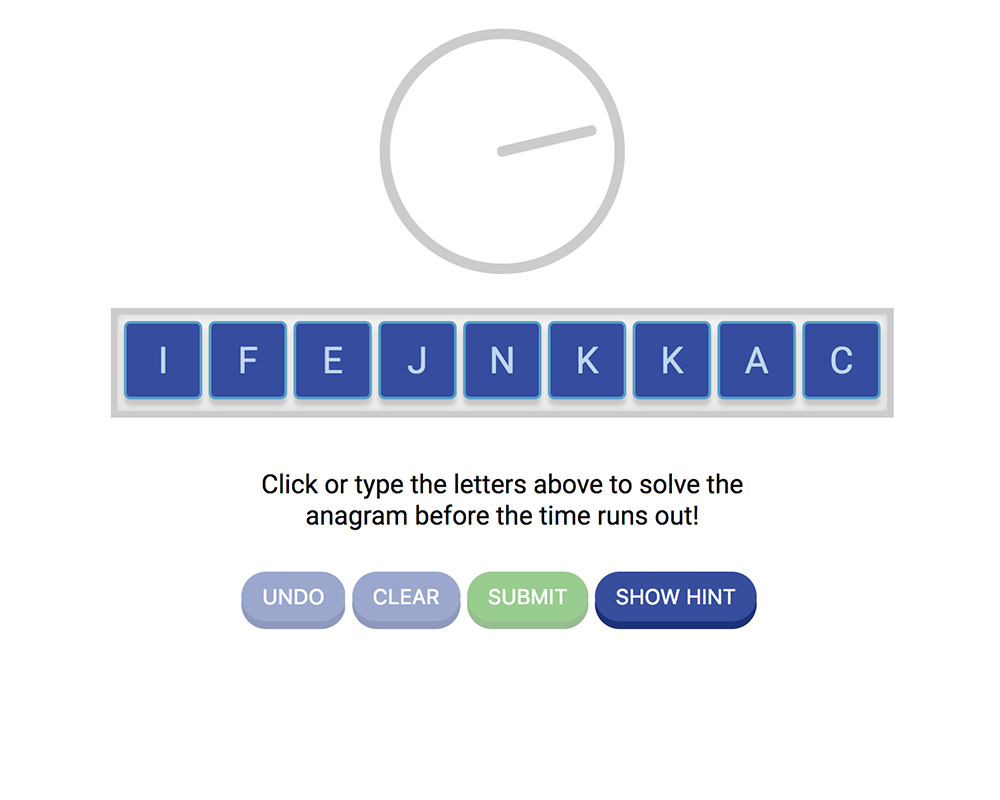 I F E J N K K A C
Click or type the letters above to solve the
anagram before the time runs out!
UNDO CLEAR SUBMIT SHOW HINT